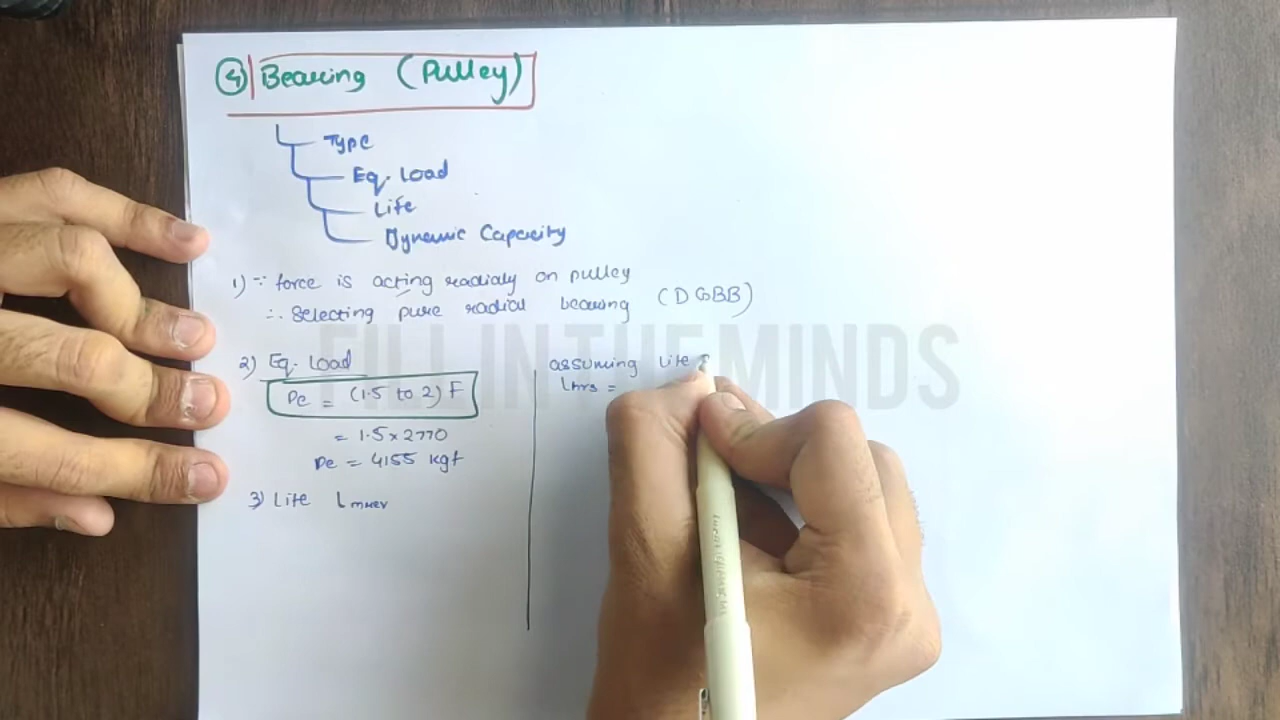 4 Bearing (Pulley)
Type
Eq. Load
Life
Dynamic Capacity
1) ∵ force is acting radialy on pulley
∴ Selecting pure radial bearing (DGBB)
FILL IN THE MINDS
2) Eq. Load
Pe = (1.5 to 2) F
= 1.5 × 2770
Pe = 4155 kgf
3) Life Lmrev
assuming Life
Lhrs =